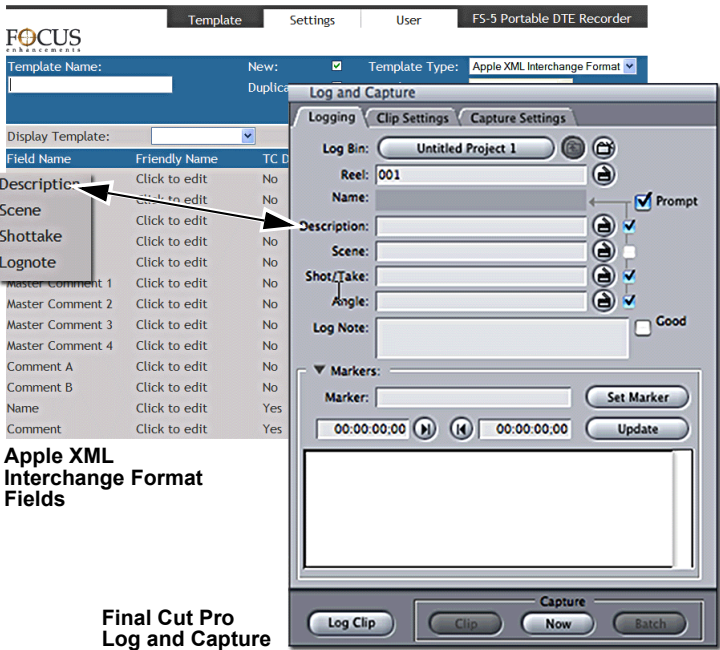 Template Settings User FS-5 Portable DTE Recorder
FOCUS
enhancements
Template Name: New: Template Type: Apple XML Interchange Format
Display Template:
Field Name Friendly Name TC D
Description Click to edit No
Scene Click to edit No
Shottake Click to edit No
Lognote Click to edit No
Master Comment 1 Click to edit No
Master Comment 2 Click to edit No
Master Comment 3 Click to edit No
Master Comment 4 Click to edit No
Comment A Click to edit No
Comment B Click to edit No
Name Click to edit Yes
Comment Click to edit Yes
Apple XML
Interchange Format
Fields
Log and Capture
Logging Clip Settings Capture Settings
Log Bin: Untitled Project 1
Reel: 001
Name: Prompt
Description:
Scene:
Shot/Take:
Angle:
Log Note: Good
Markers:
Marker: Set Marker
00:00:00;00 00:00:00;00 Update
Capture
Log Clip Clip Now Batch
Final Cut Pro
Log and Capture